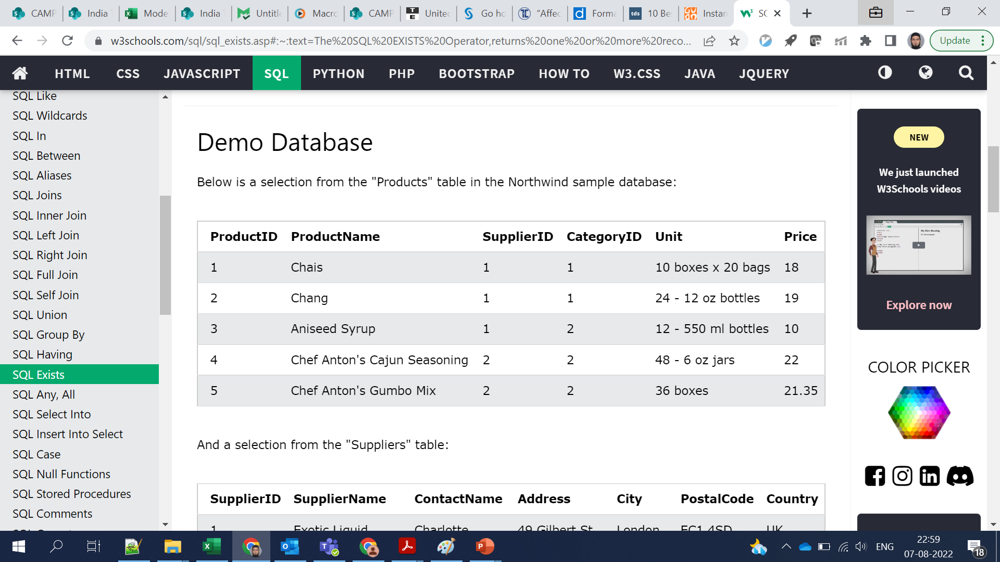 CAMP
India
Mode
India
Untitle
Macro
CAMP
Unitec
Go ho
"Affec
Forma
tds
10 Be
Instan
w3schools.com/sql/sql_exists.asp#:~:text=The%20SQL%20EXISTS%20Operator,returns%20one%20or%20more%20reco...
Update
HTML
CSS
JAVASCRIPT
SQL
PYTHON
PHP
BOOTSTRAP
HOW TO
W3.CSS
JAVA
JQUERY
SQL Like
SQL Wildcards
SQL In
SQL Between
SQL Aliases
SQL Joins
SQL Inner Join
SQL Left Join
SQL Right Join
SQL Full Join
SQL Self Join
SQL Union
SQL Group By
SQL Having
SQL Exists
SQL Any, All
SQL Select Into
SQL Insert Into Select
SQL Case
SQL Null Functions
SQL Stored Procedures
SQL Comments
Demo Database
Below is a selection from the "Products" table in the Northwind sample database:
ProductID ProductName SupplierID CategoryID Unit Price
1 Chais 1 1 10 boxes x 20 bags 18
2 Chang 1 1 24 - 12 oz bottles 19
3 Aniseed Syrup 1 2 12 - 550 ml bottles 10
4 Chef Anton's Cajun Seasoning 2 2 48 - 6 oz jars 22
5 Chef Anton's Gumbo Mix 2 2 36 boxes 21.35
And a selection from the "Suppliers" table:
SupplierID SupplierName ContactName Address City PostalCode Country
1 Exotic Liquid Charlotte 49 Gilbert St. London EC1 4SD UK
NEW
We just launched
W3Schools videos
My First Heading
Explore now
COLOR PICKER
ENG
22:59
07-08-2022
18